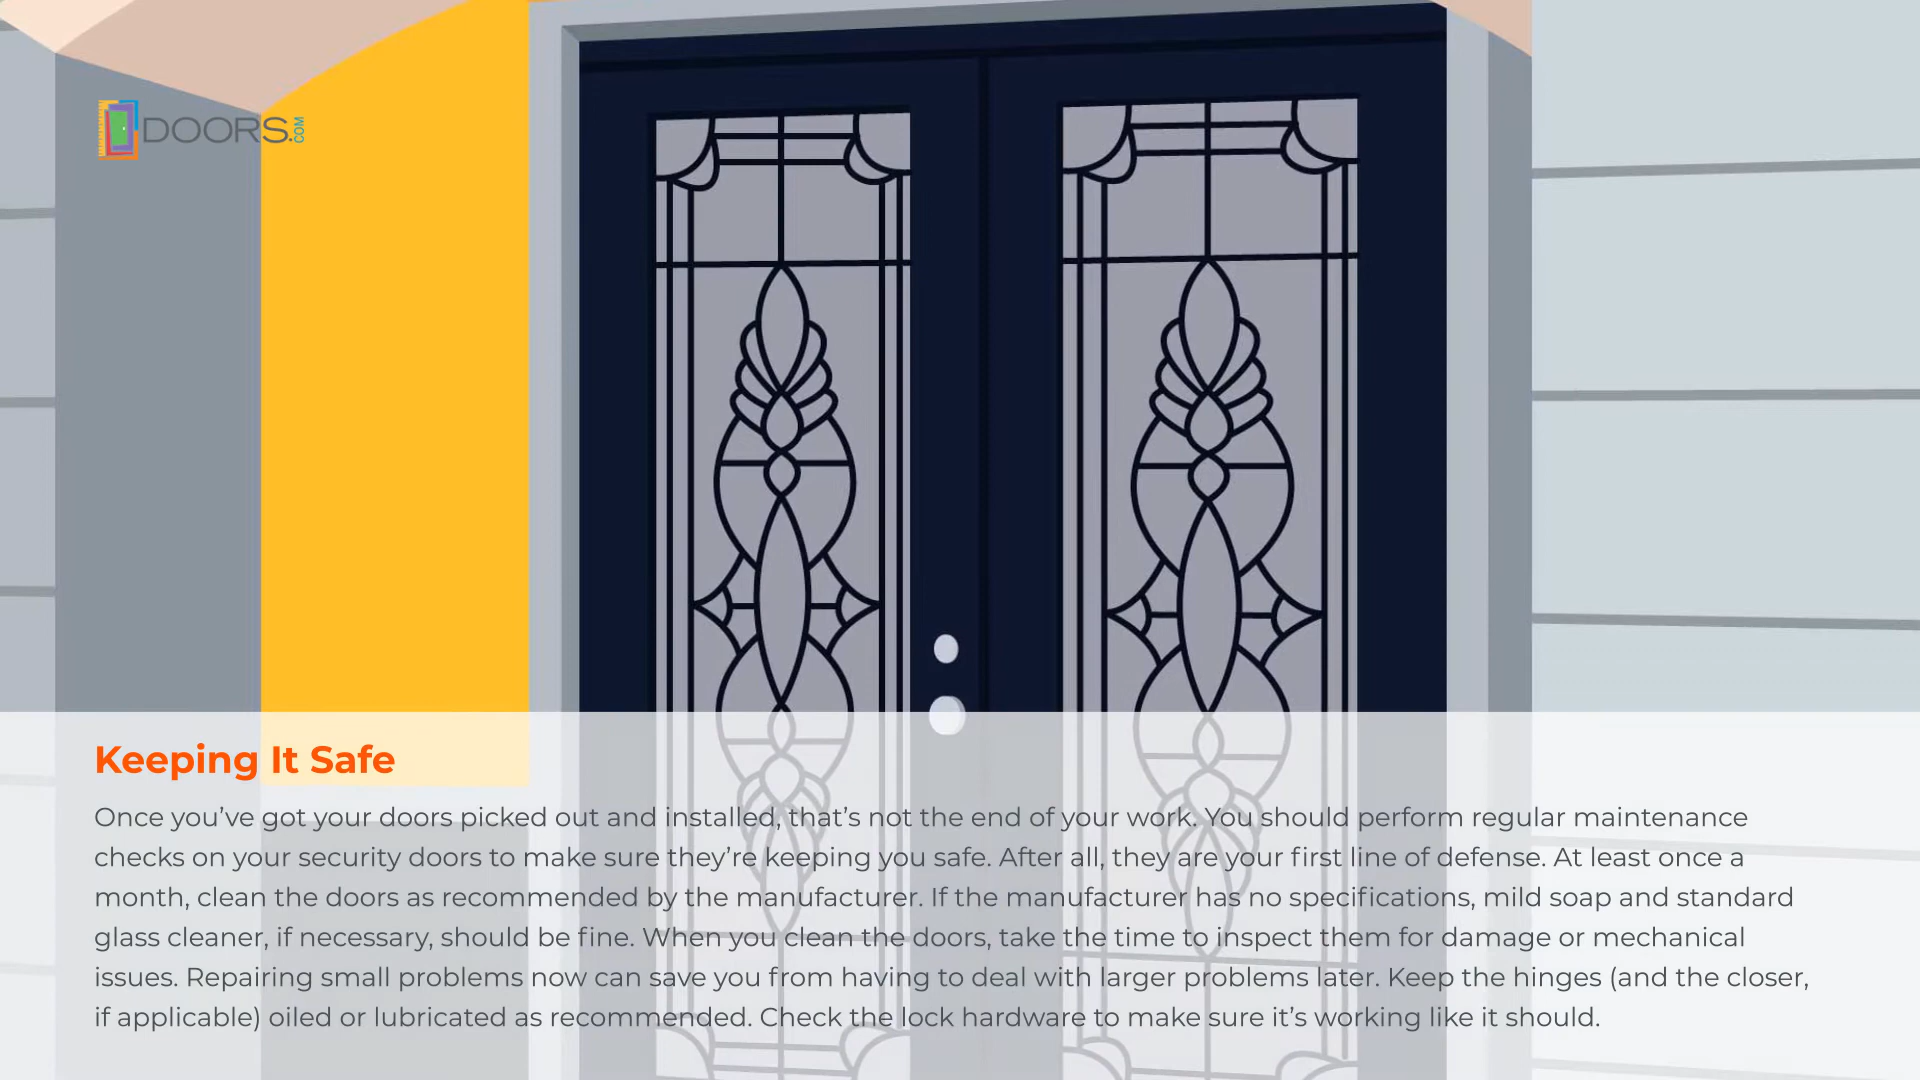 DOORS.COM
Keeping It Safe
Once you’ve got your doors picked out and installed, that’s not the end of your work. You should perform regular maintenance
checks on your security doors to make sure they’re keeping you safe. After all, they are your first line of defense. At least once a
month, clean the doors as recommended by the manufacturer. If the manufacturer has no specifications, mild soap and standard
glass cleaner, if necessary, should be fine. When you clean the doors, take the time to inspect them for damage or mechanical
issues. Repairing small problems now can save you from having to deal with larger problems later. Keep the hinges (and the closer,
if applicable) oiled or lubricated as recommended. Check the lock hardware to make sure it’s working like it should.